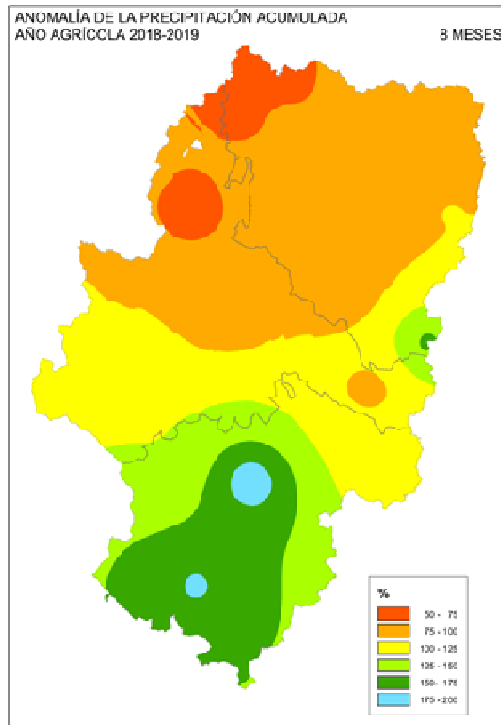 ANOMALÍA DE LA PRECIPITACIÓN ACUMULADA
AÑO AGRÍCCLA 2018-2019
8 MESES
%
50 - 75
75 - 100
100 - 125
125 - 150
150 - 175
175 - 200